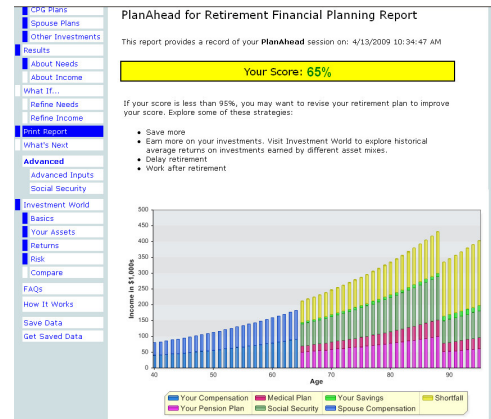 CPG Plans
Spouse Plans
Other Investments
Results
About Needs
About Income
What If...
Refine Needs
Refine Income
Print Report
What's Next
Advanced
Advanced Inputs
Social Security
Investment World
Basics
Your Assets
Returns
Risk
Compare
FAQs
How It Works
Save Data
Get Saved Data
PlanAhead for Retirement Financial Planning Report
This report provides a record of your PlanAhead session on: 4/13/2009 10:34:47 AM
Your Score: 65%
If your score is less than 95%, you may want to revise your retirement plan to improve
your score. Explore some of these strategies:
• Save more
• Earn more on your investments. Visit Investment World to explore historical
average returns on investments earned by different asset mixes.
• Delay retirement
• Work after retirement
Income in $1,000s
500
450
400
350
300
250
200
150
100
50
0
40 50 60 70 80 90
Age
Your Compensation Medical Plan Your Savings Shortfall
Your Pension Plan Social Security Spouse Compensation